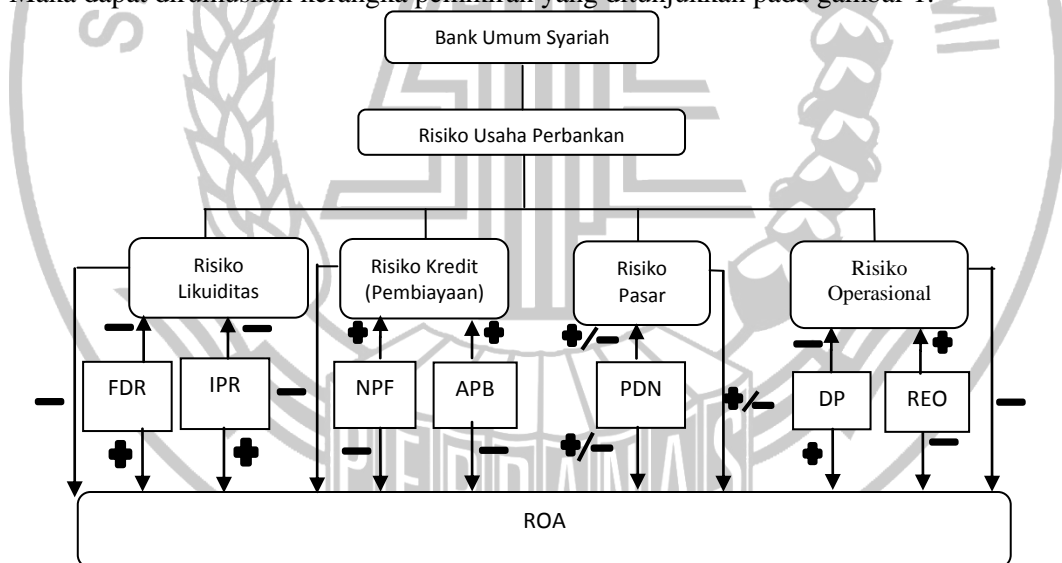 Maka dapat dirumuskan kerangka pemikiran yang ditunjukkan pada gambar 1.
Bank Umum Syariah
Risiko Usaha Perbankan
Risiko
Likuiditas
Risiko Kredit
(Pembiayaan)
Risiko
Pasar
Risiko
Operasional
FDR
IPR
NPF
APB
PDN
DP
REO
ROA
PERBANAS